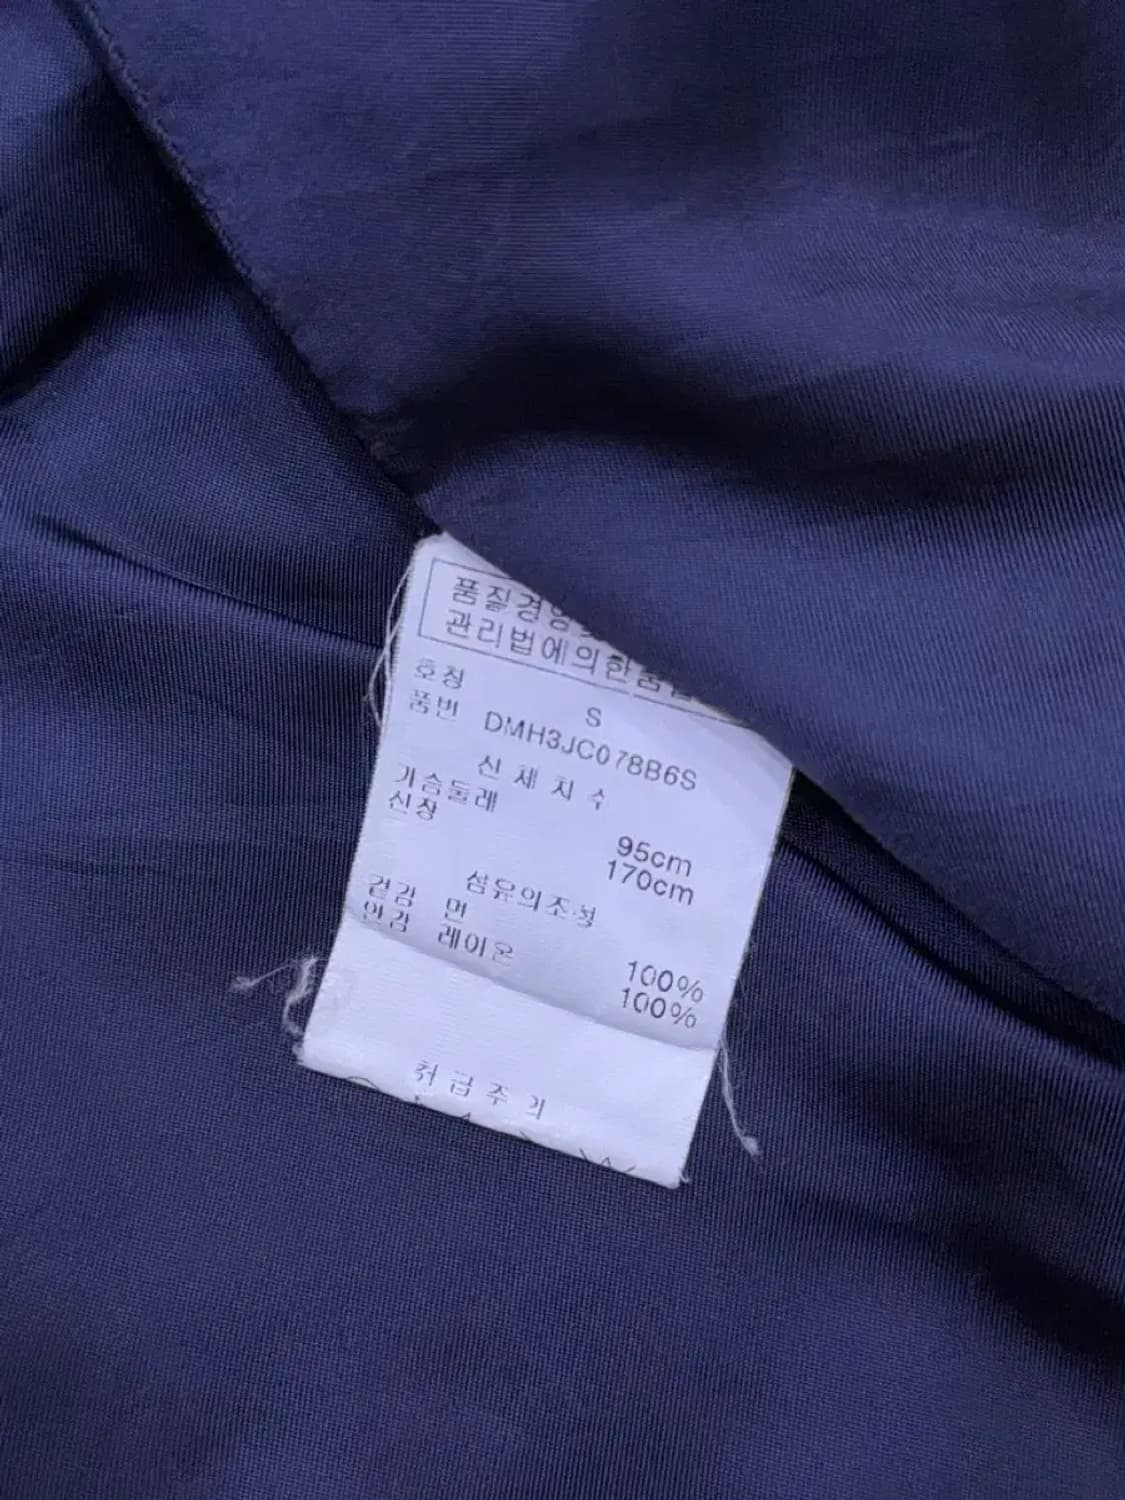 품질경영
관리법에의한품
호칭 S
품번 DMH3JC078B6S
신체치수
가슴둘레 95cm
신장 170cm
섬유의조성
겉감 면 100%
안감 레이온 100%
취급주의